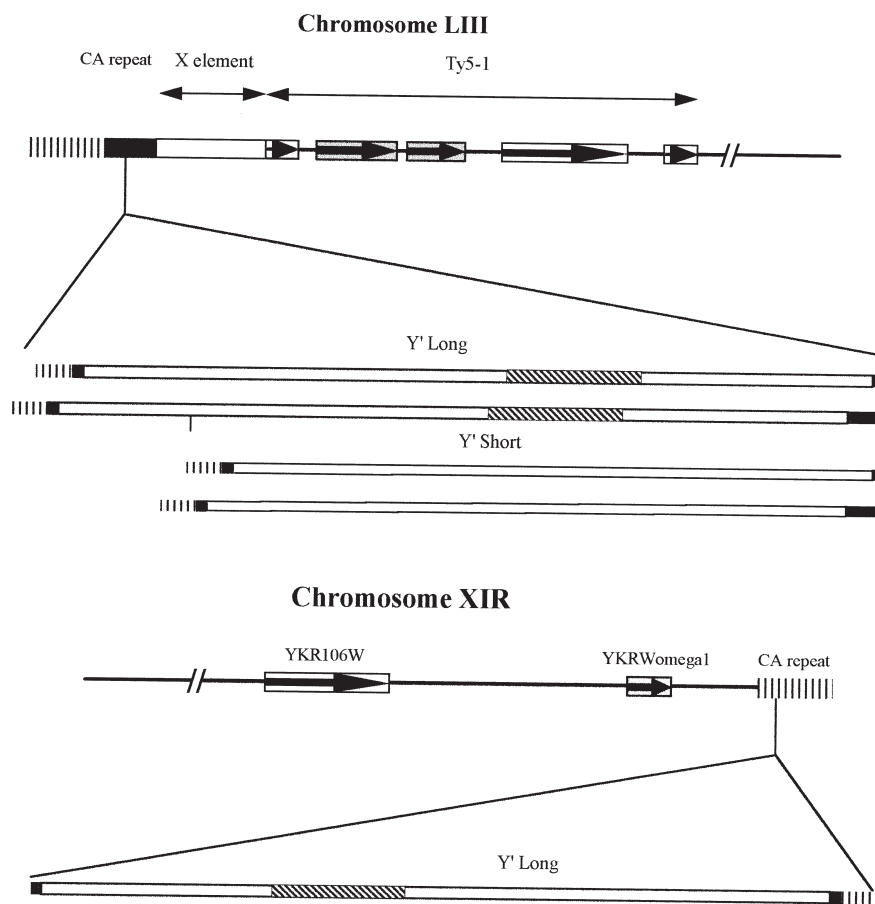 Chromosome LIII
CA repeat X element Ty5-1
Y' Long
Y' Short
Chromosome XIR
YKR106W YKRWomega1 CA repeat
Y' Long